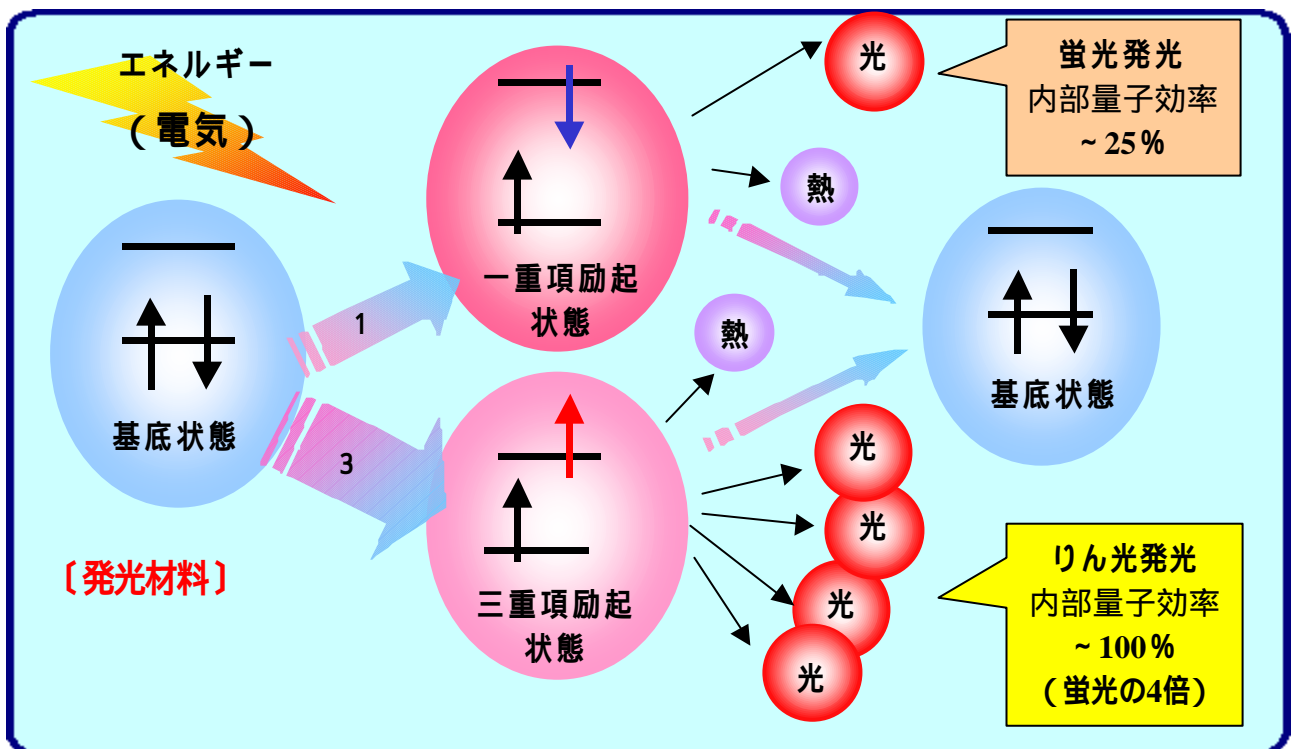 エネルギー
(電気)
基底状態
〔発光材料〕
1
3
一重項励起
状態
三重項励起
状態
光
熱
熱
光
光
光
光
蛍光発光
内部量子効率
~25%
基底状態
りん光発光
内部量子効率
~100%
(蛍光の4倍)